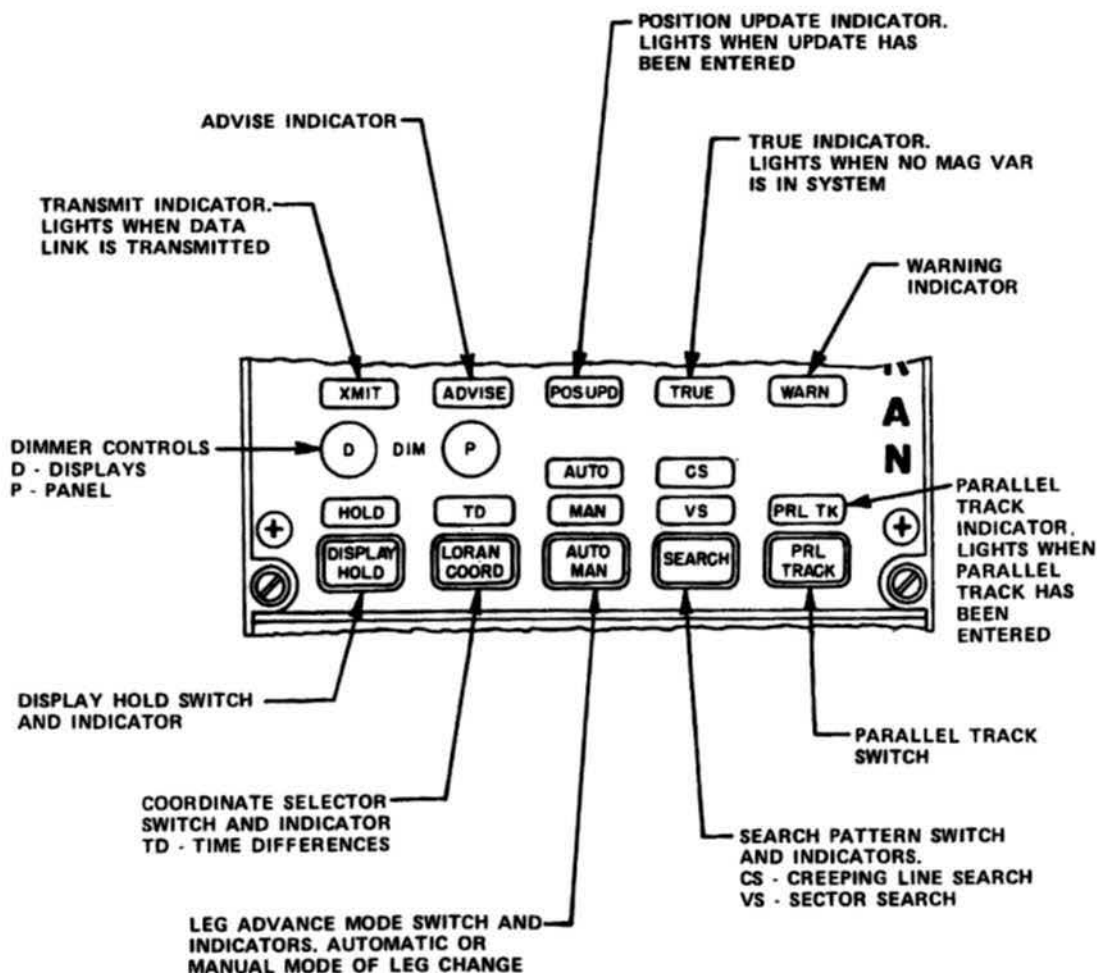 POSITION UPDATE INDICATOR.
LIGHTS WHEN UPDATE HAS
BEEN ENTERED
ADVISE INDICATOR
TRUE INDICATOR.
LIGHTS WHEN NO MAG VAR
IS IN SYSTEM
TRANSMIT INDICATOR.
LIGHTS WHEN DATA
LINK IS TRANSMITTED
WARNING
INDICATOR
XMIT
ADVISE
POS UPD
TRUE
WARN
A
N
DIMMER CONTROLS
D - DISPLAYS
P - PANEL
D
DIM
P
AUTO
CS
HOLD
TD
MAN
VS
PRL TK
DISPLAY
HOLD
LORAN
COORD
AUTO
MAN
SEARCH
PRL
TRACK
PARALLEL
TRACK
INDICATOR.
LIGHTS WHEN
PARALLEL
TRACK HAS
BEEN
ENTERED
DISPLAY HOLD SWITCH
AND INDICATOR
PARALLEL TRACK
SWITCH
COORDINATE SELECTOR
SWITCH AND INDICATOR
TD - TIME DIFFERENCES
SEARCH PATTERN SWITCH
AND INDICATORS.
CS - CREEPING LINE SEARCH
VS - SECTOR SEARCH
LEG ADVANCE MODE SWITCH AND
INDICATORS. AUTOMATIC OR
MANUAL MODE OF LEG CHANGE